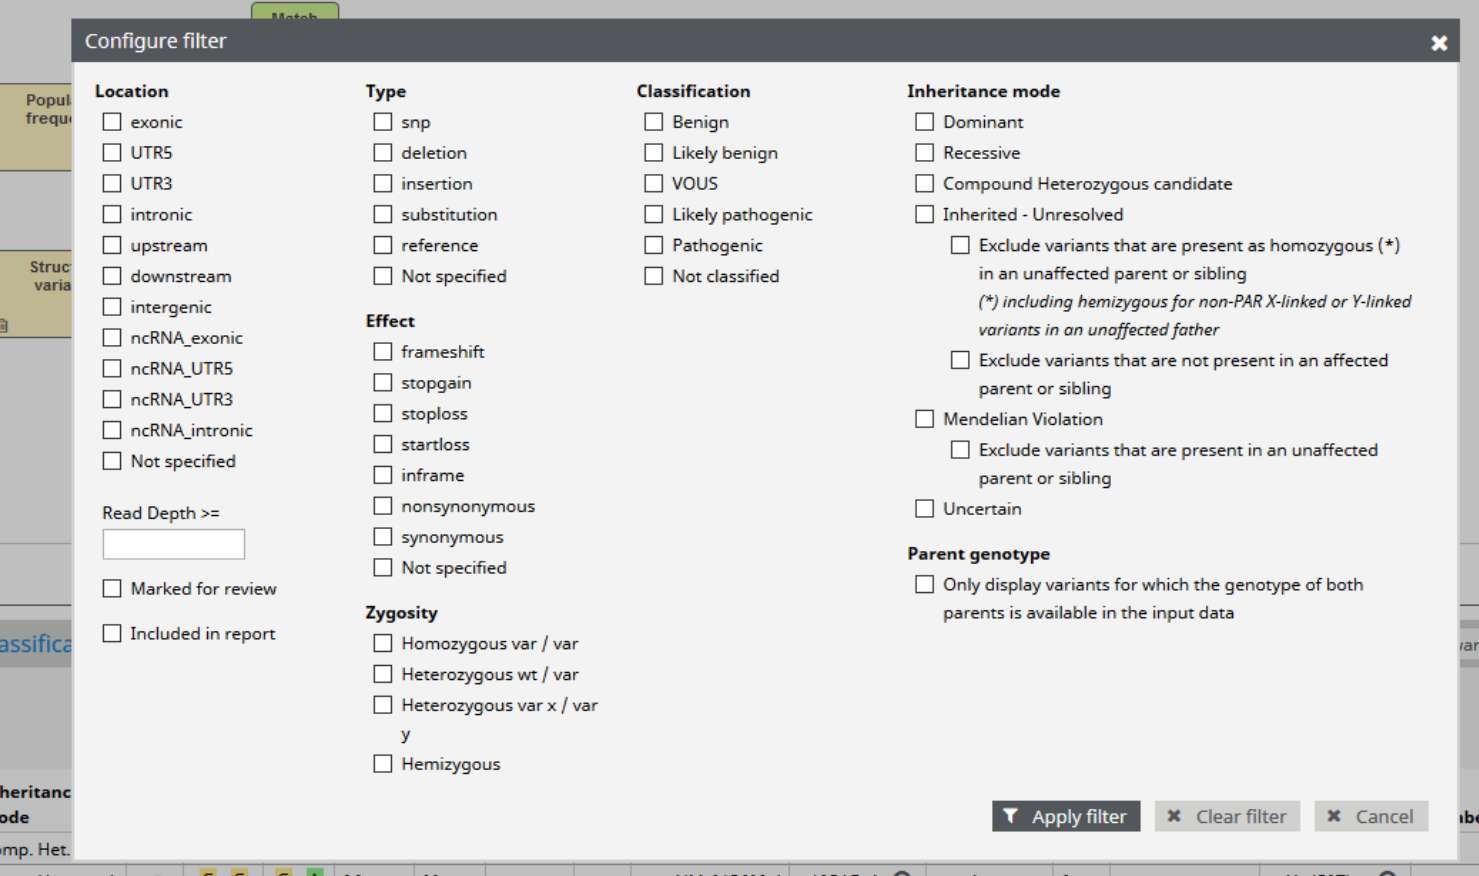 Match
Configure filter
Location
exonic
UTR5
UTR3
intronic
upstream
downstream
intergenic
ncRNA_exonic
ncRNA_UTR5
ncRNA_UTR3
ncRNA_intronic
Not specified
Read Depth >=
Marked for review
Included in report
Type
snp
deletion
insertion
substitution
reference
Not specified
Effect
frameshift
stopgain
stoploss
startloss
inframe
nonsynonymous
synonymous
Not specified
Zygosity
Homozygous var / var
Heterozygous wt / var
Heterozygous var x / var
y
Hemizygous
Classification
Benign
Likely benign
VOUS
Likely pathogenic
Pathogenic
Not classified
Inheritance mode
Dominant
Recessive
Compound Heterozygous candidate
Inherited - Unresolved
Exclude variants that are present as homozygous (*)
in an unaffected parent or sibling
(*) including hemizygous for non-PAR X-linked or Y-linked
variants in an unaffected father
Exclude variants that are not present in an affected
parent or sibling
Mendelian Violation
Exclude variants that are present in an unaffected
parent or sibling
Uncertain
Parent genotype
Only display variants for which the genotype of both
parents is available in the input data
Apply filter
Clear filter
Cancel
Popul
frequ
Struc
varia
assifica
heritanc
ode
omp. Het.